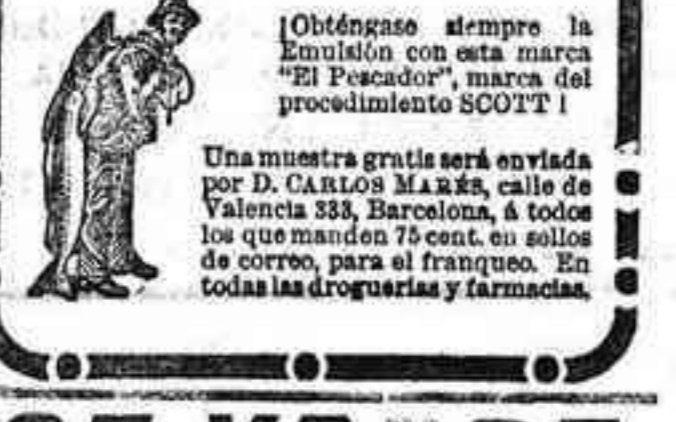 ¡Obténgase siempre la
Emulsión con esta marca
"El Pescador", marca del
procedimiento SCOTT!
Una muestra gratis será enviada
por D. CARLOS MARÉS, calle de
Valencia 333, Barcelona, á todos
los que manden 75 cent. en sellos
de correo, para el franqueo. En
todas las droguerías y farmacias.